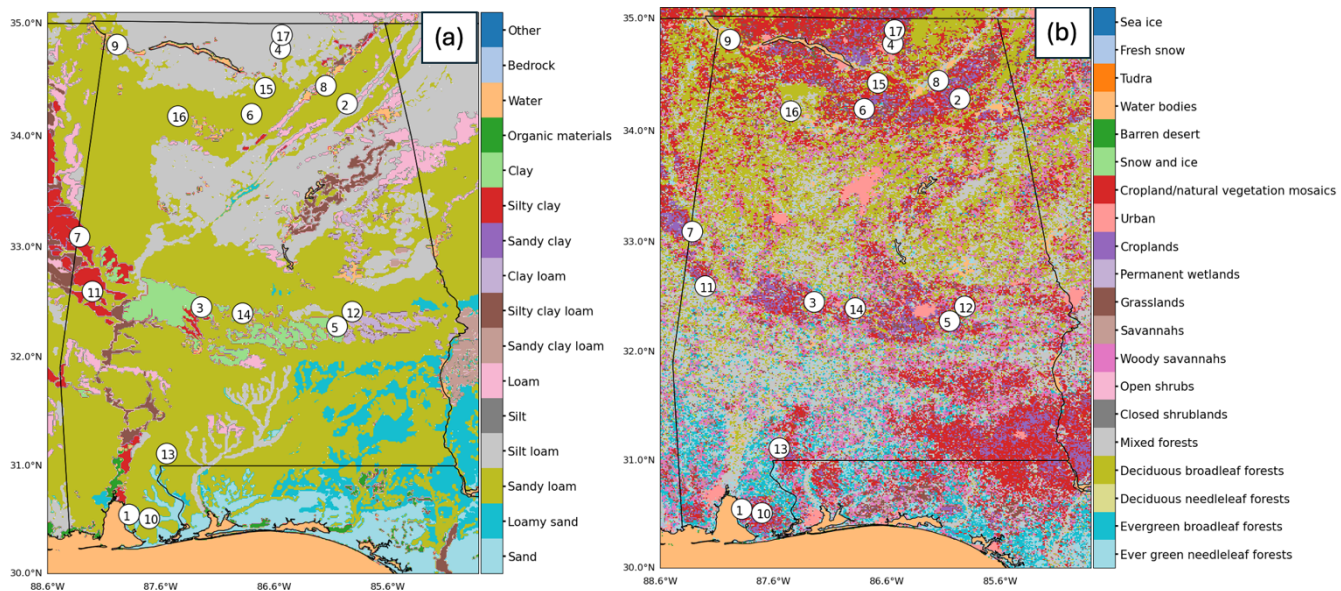 (a)
35.0°N
34.0°N
33.0°N
32.0°N
31.0°N
30.0°N
88.6°W
87.6°W
86.6°W
85.6°W
17
9
4
8
15
2
6
16
7
11
3
14
12
5
13
1
10
Other
Bedrock
Water
Organic materials
Clay
Silty clay
Sandy clay
Clay loam
Silty clay loam
Sandy clay loam
Loam
Silt
Silt loam
Sandy loam
Loamy sand
Sand
(b)
35.0°N
34.0°N
33.0°N
32.0°N
31.0°N
30.0°N
88.6°W
87.6°W
86.6°W
85.6°W
17
9
4
8
15
2
6
16
7
11
3
14
12
5
13
1
10
Sea ice
Fresh snow
Tudra
Water bodies
Barren desert
Snow and ice
Cropland/natural vegetation mosaics
Urban
Croplands
Permanent wetlands
Grasslands
Savannahs
Woody savannahs
Open shrubs
Closed shrublands
Mixed forests
Deciduous broadleaf forests
Deciduous needleleaf forests
Evergreen broadleaf forests
Ever green needleleaf forests